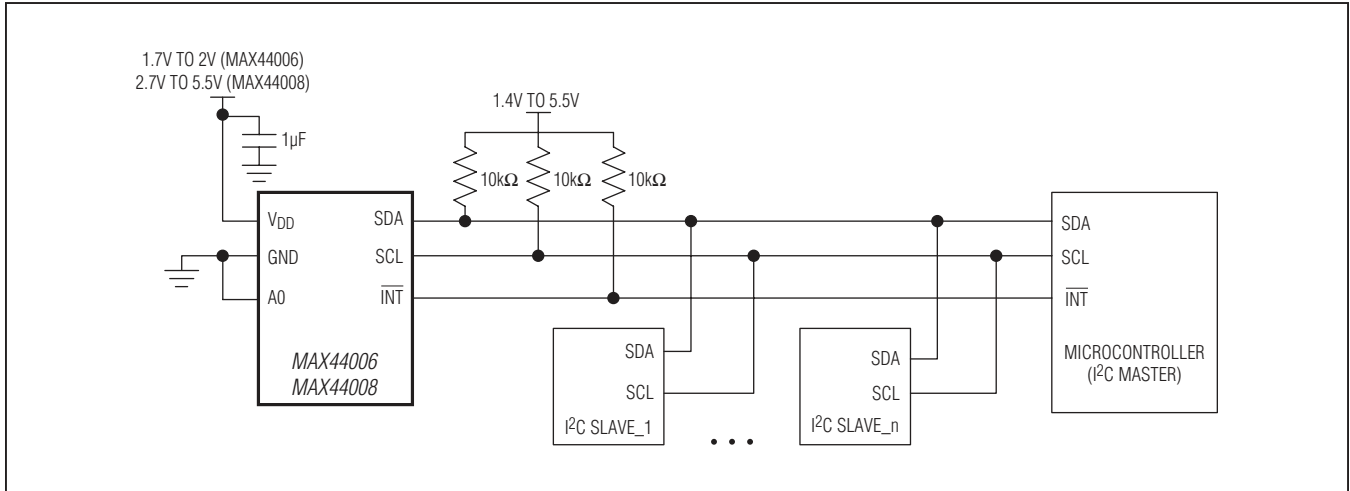 1.7V TO 2V (MAX44006)
2.7V TO 5.5V (MAX44008)
1µF
1.4V TO 5.5V
10kΩ
10kΩ
10kΩ
VDD
GND
A0
SDA
SCL
INT
MAX44006
MAX44008
SDA
SCL
I2C SLAVE_1
• • •
SDA
SCL
I2C SLAVE_n
SDA
SCL
INT
MICROCONTROLLER
(I2C MASTER)